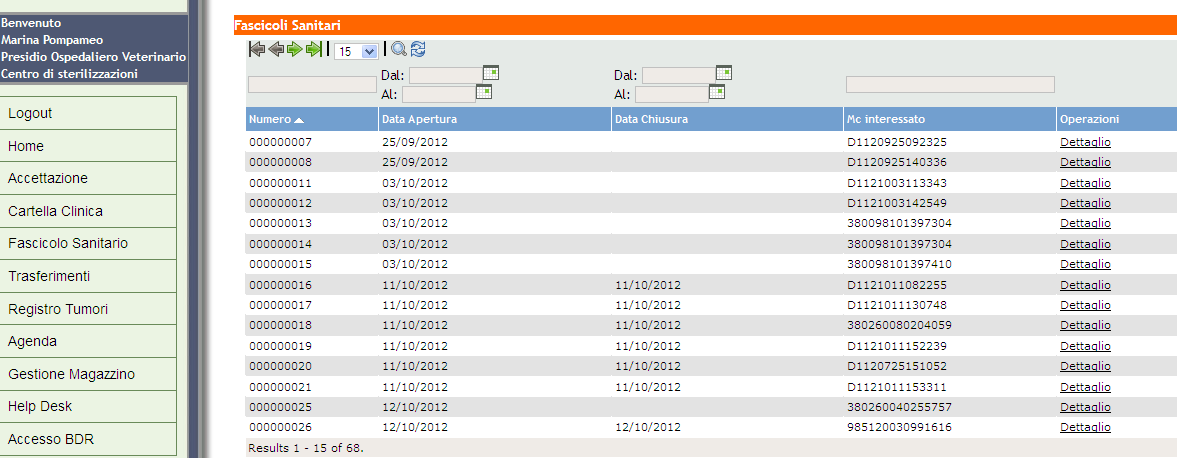 Benvenuto
Marina Pompameo
Presidio Ospedaliero Veterinario
Centro di sterilizzazioni
Logout
Home
Accettazione
Cartella Clinica
Fascicolo Sanitario
Trasferimenti
Registro Tumori
Agenda
Gestione Magazzino
Help Desk
Accesso BDR
Fascicoli Sanitari
15
Dal: Dal:
Al: Al:
Numero Data Apertura Data Chiusura Mc interessato Operazioni
000000007 25/09/2012 D1120925092325 Dettaglio
000000008 25/09/2012 D1120925140336 Dettaglio
000000011 03/10/2012 D1121003113343 Dettaglio
000000012 03/10/2012 D1121003142549 Dettaglio
000000013 03/10/2012 380098101397304 Dettaglio
000000014 03/10/2012 380098101397304 Dettaglio
000000015 03/10/2012 380098101397410 Dettaglio
000000016 11/10/2012 11/10/2012 D1121011082255 Dettaglio
000000017 11/10/2012 11/10/2012 D1121011130748 Dettaglio
000000018 11/10/2012 11/10/2012 380260080204059 Dettaglio
000000019 11/10/2012 11/10/2012 D1121011152239 Dettaglio
000000020 11/10/2012 11/10/2012 D1120725151052 Dettaglio
000000021 11/10/2012 11/10/2012 D1121011153311 Dettaglio
000000025 12/10/2012 380260040255757 Dettaglio
000000026 12/10/2012 12/10/2012 985120030991616 Dettaglio
Results 1 - 15 of 68.